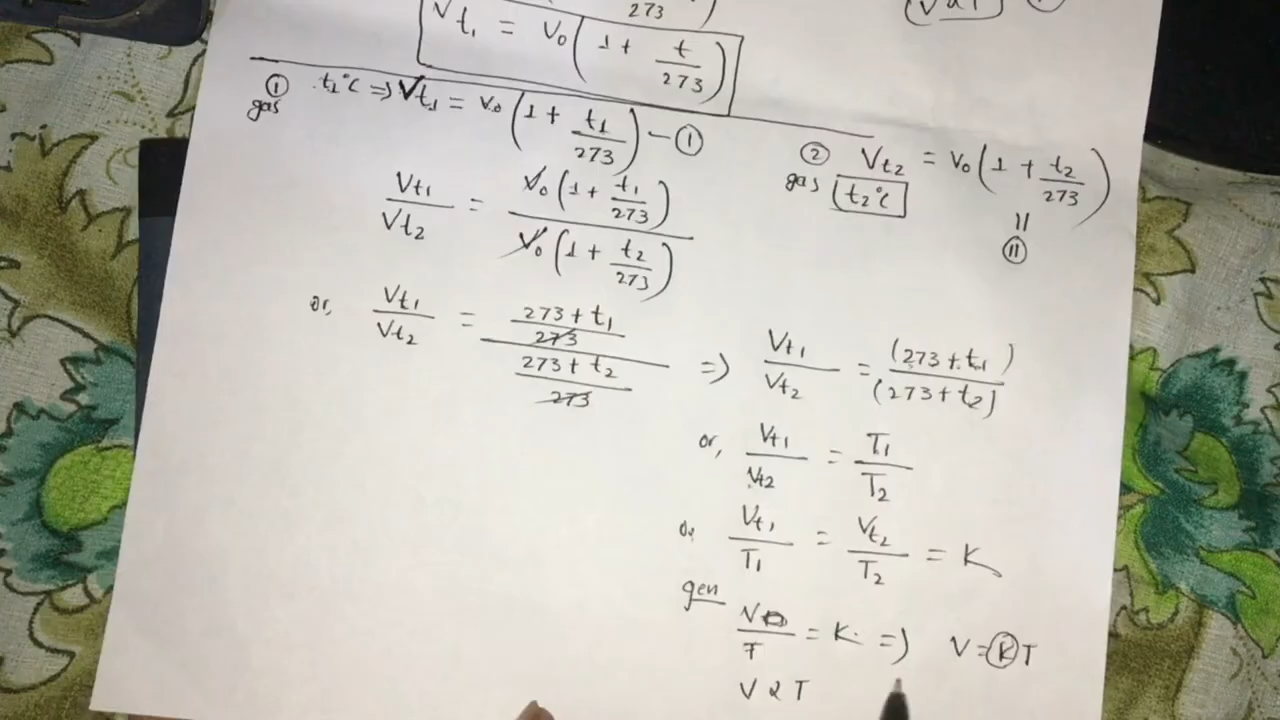 273)
V α T
Vt1 = V0(1 + t/273)
① t1°C => Vt1 = V0(1 + t1/273) — ①
gas
② Vt2 = V0(1 + t2/273)
gas t2°C
||
⑪
Vt1/Vt2 = V0(1 + t1/273) / V0(1 + t2/273)
or, Vt1/Vt2 = (273 + t1)/273 / (273 + t2)/273 => Vt1/Vt2 = (273 + t1)/(273 + t2)
or, Vt1/Vt2 = T1/T2
or Vt1/T1 = Vt2/T2 = K
gen
V/T = K => V = KT
V α T